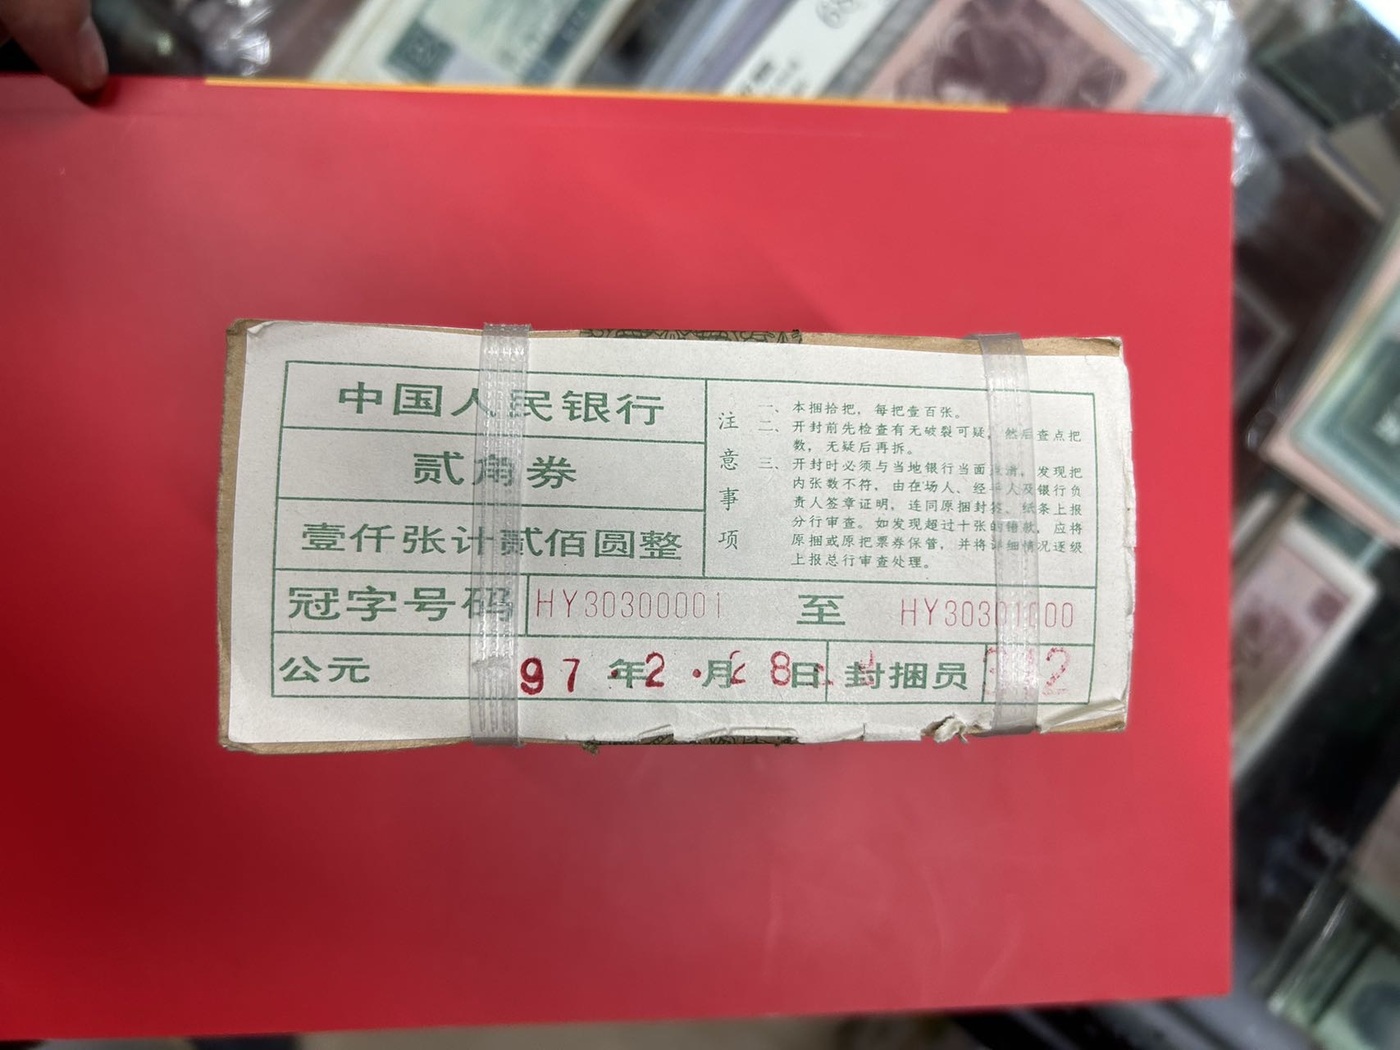 中国人民银行
贰角券
壹仟张计贰佰圆整
注意事项
一、本捆拾把，每把壹百张。
二、开封前先检查有无破裂可疑，然后查点把
数，无疑后再拆。
三、开封时必须与当地银行当面点清，发现把
内张数不符，由在场人、经手人及银行负
责人签章证明，连同原捆封签、纸条上报
分行审查。如发现超过十张的错款，应将
原捆或原把票券保管，并将详细情况逐级
上报总行审查处理。
冠字号码 HY30300001 至 HY30301000
公元 97 年 2 月 28 日 封捆员 312